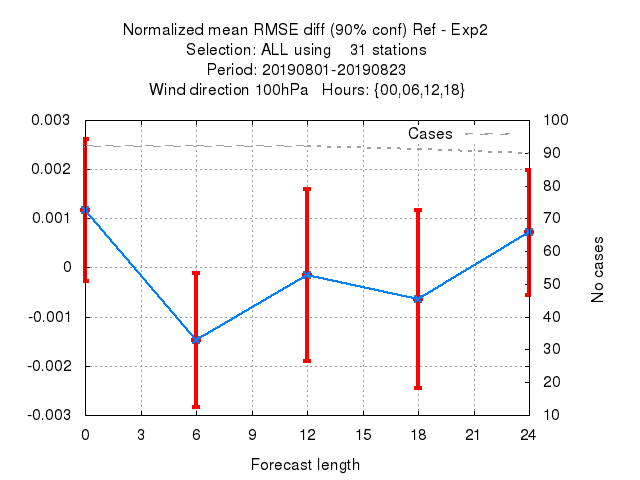 Normalized mean RMSE diff (90% conf) Ref - Exp2
Selection: ALL using    31 stations
Period: 20190801-20190823
Wind direction 100hPa   Hours: {00,06,12,18}
Cases
0.003
0.002
0.001
0
-0.001
-0.002
-0.003
100
90
80
70
60
50
40
30
20
10
No cases
0 3 6 9 12 15 18 21 24
Forecast length